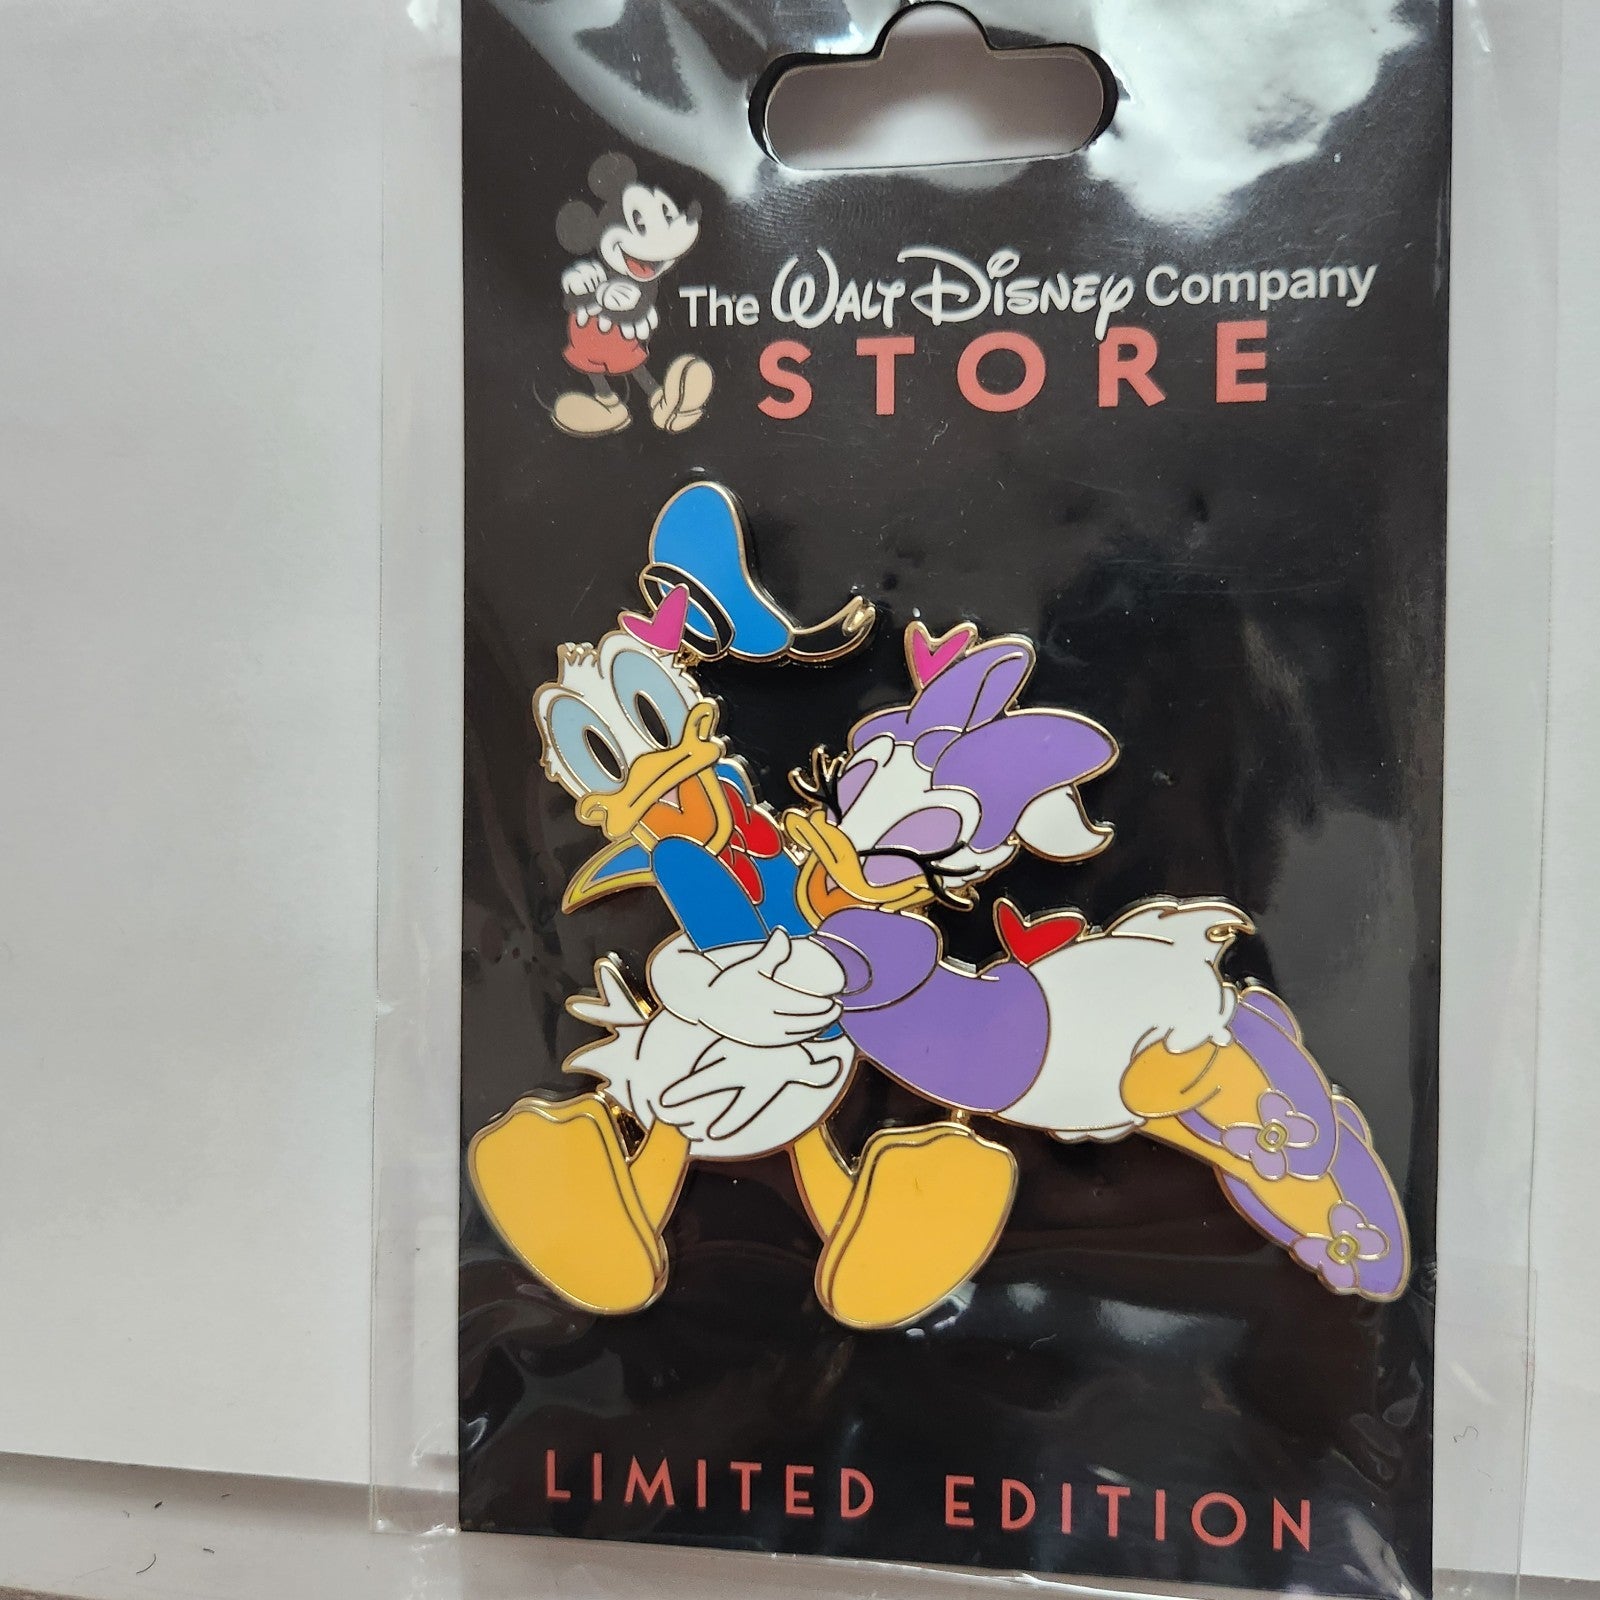 The WALT DISNEY Company
STORE
LIMITED EDITION